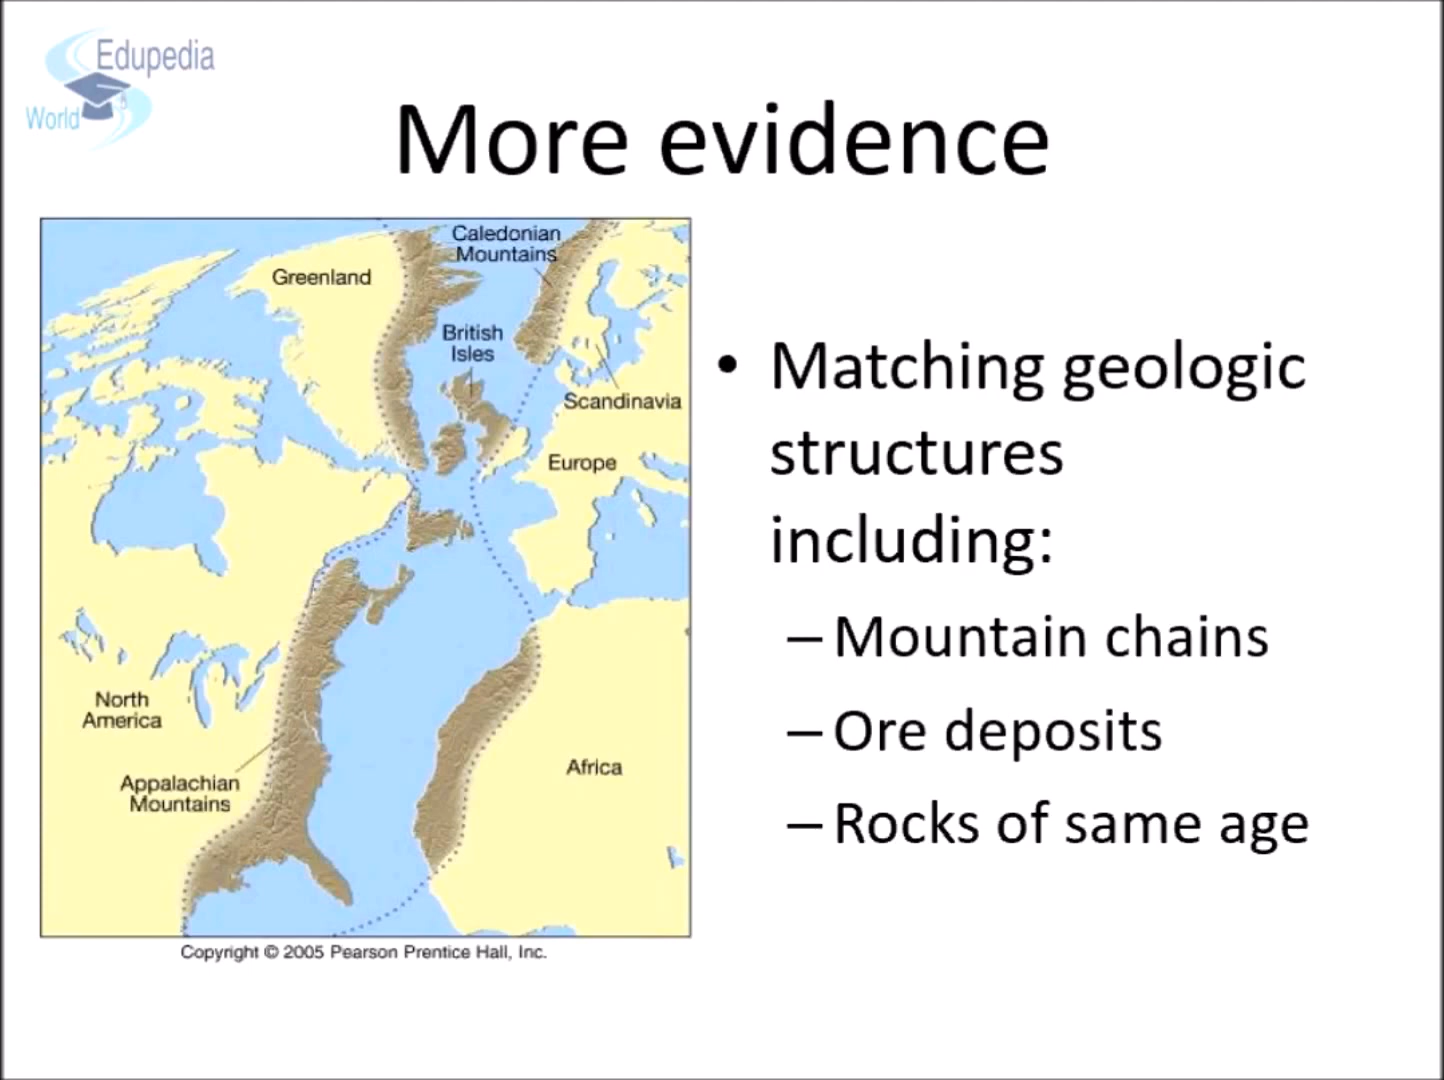 Edupedia
World
More evidence
Caledonian
Mountains
Greenland
British
Isles
Scandinavia
Europe
North
America
Appalachian
Mountains
Africa
Copyright © 2005 Pearson Prentice Hall, Inc.
• Matching geologic
structures
including:
– Mountain chains
– Ore deposits
– Rocks of same age